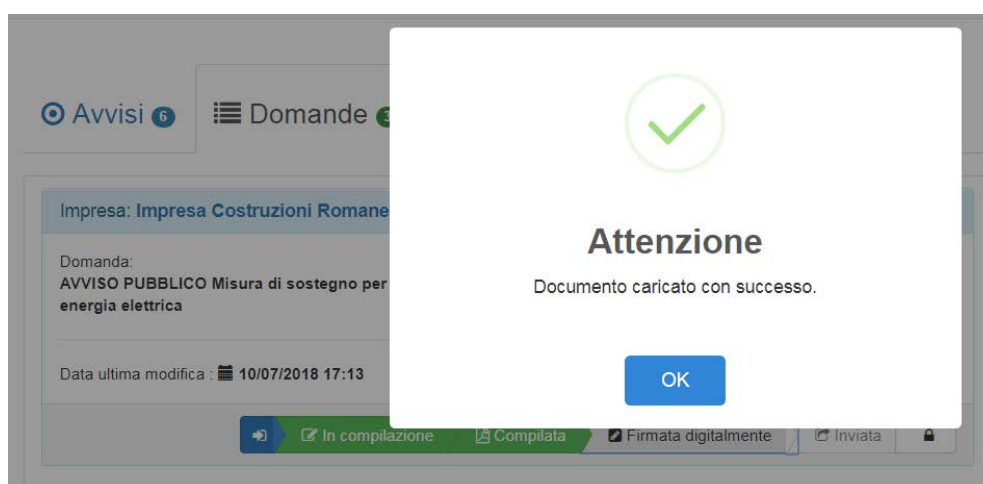 Avvisi 6
Domande 3
Impresa: Impresa Costruzioni Romane
Domanda:
AVVISO PUBBLICO Misura di sostegno per
energia elettrica
Data ultima modifica : 10/07/2018 17:13
In compilazione
Compilata
Firmata digitalmente
Inviata
Attenzione
Documento caricato con successo.
OK